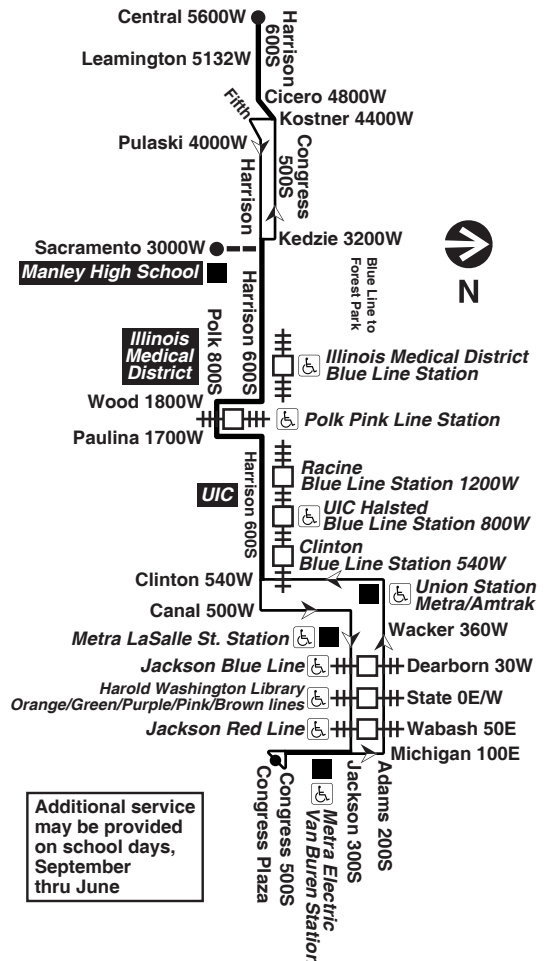 Central 5600W
Harrison
600S
Leamington 5132W
Cicero 4800W
Fifth
Kostner 4400W
Pulaski 4000W
Harrison
Congress
500S
Sacramento 3000W
Kedzie 3200W
Manley High School
N
Blue Line to
Forest Park
Harrison 600S
Polk 800S
Illinois
Medical
District
Illinois Medical District
Blue Line Station
Wood 1800W
Polk Pink Line Station
Paulina 1700W
Harrison 600S
Racine
Blue Line Station 1200W
UIC
UIC Halsted
Blue Line Station 800W
Clinton
Blue Line Station 540W
Clinton 540W
Union Station
Metra/Amtrak
Canal 500W
Wacker 360W
Metra LaSalle St. Station
Jackson Blue Line
Dearborn 30W
Harold Washington Library
Orange/Green/Purple/Pink/Brown lines
State 0E/W
Jackson Red Line
Wabash 50E
Michigan 100E
Adams 200S
Jackson 300S
Metra Electric
Van Buren Station
Congress 500S
Congress Plaza
Additional service
may be provided
on school days,
September
thru June